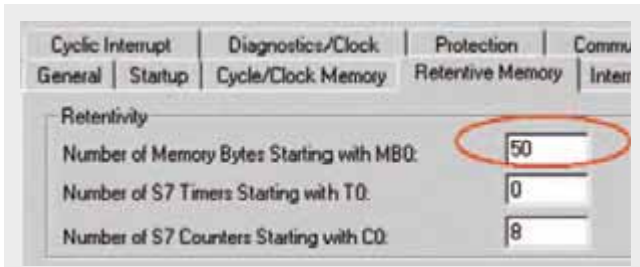 Cyclic Interrupt Diagnostics/Clock Protection
General Startup Cycle/Clock Memory Retentive Memory
Retentivity
Number of Memory Bytes Starting with MB0: 50
Number of S7 Timers Starting with T0: 0
Number of S7 Counters Starting with C0: 8